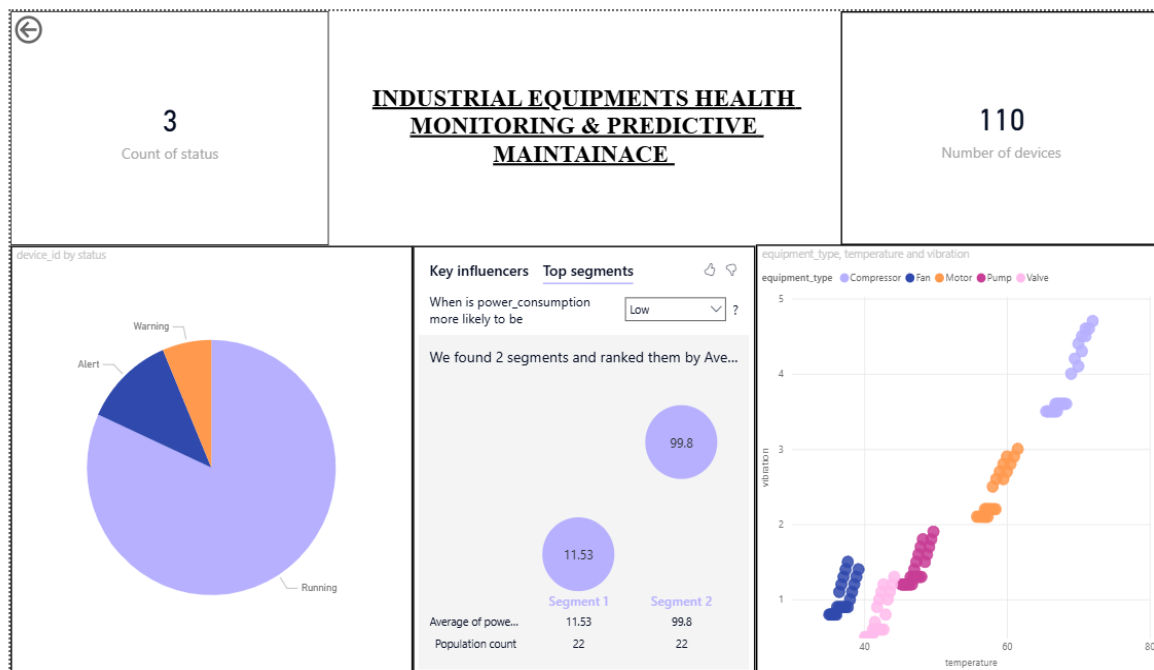 3
Count of status
INDUSTRIAL EQUIPMENTS HEALTH
MONITORING & PREDICTIVE
MAINTAINACE
110
Number of devices
device_id by status
Warning
Alert
Running
Key influencers Top segments
When is power_consumption
more likely to be
Low
?
We found 2 segments and ranked them by Ave...
99.8
11.53
Segment 1 Segment 2
Average of powe... 11.53 99.8
Population count 22 22
equipment_type, temperature and vibration
equipment_type Compressor Fan Motor Pump Valve
5
4
3
2
1
vibration
40 60 80
temperature